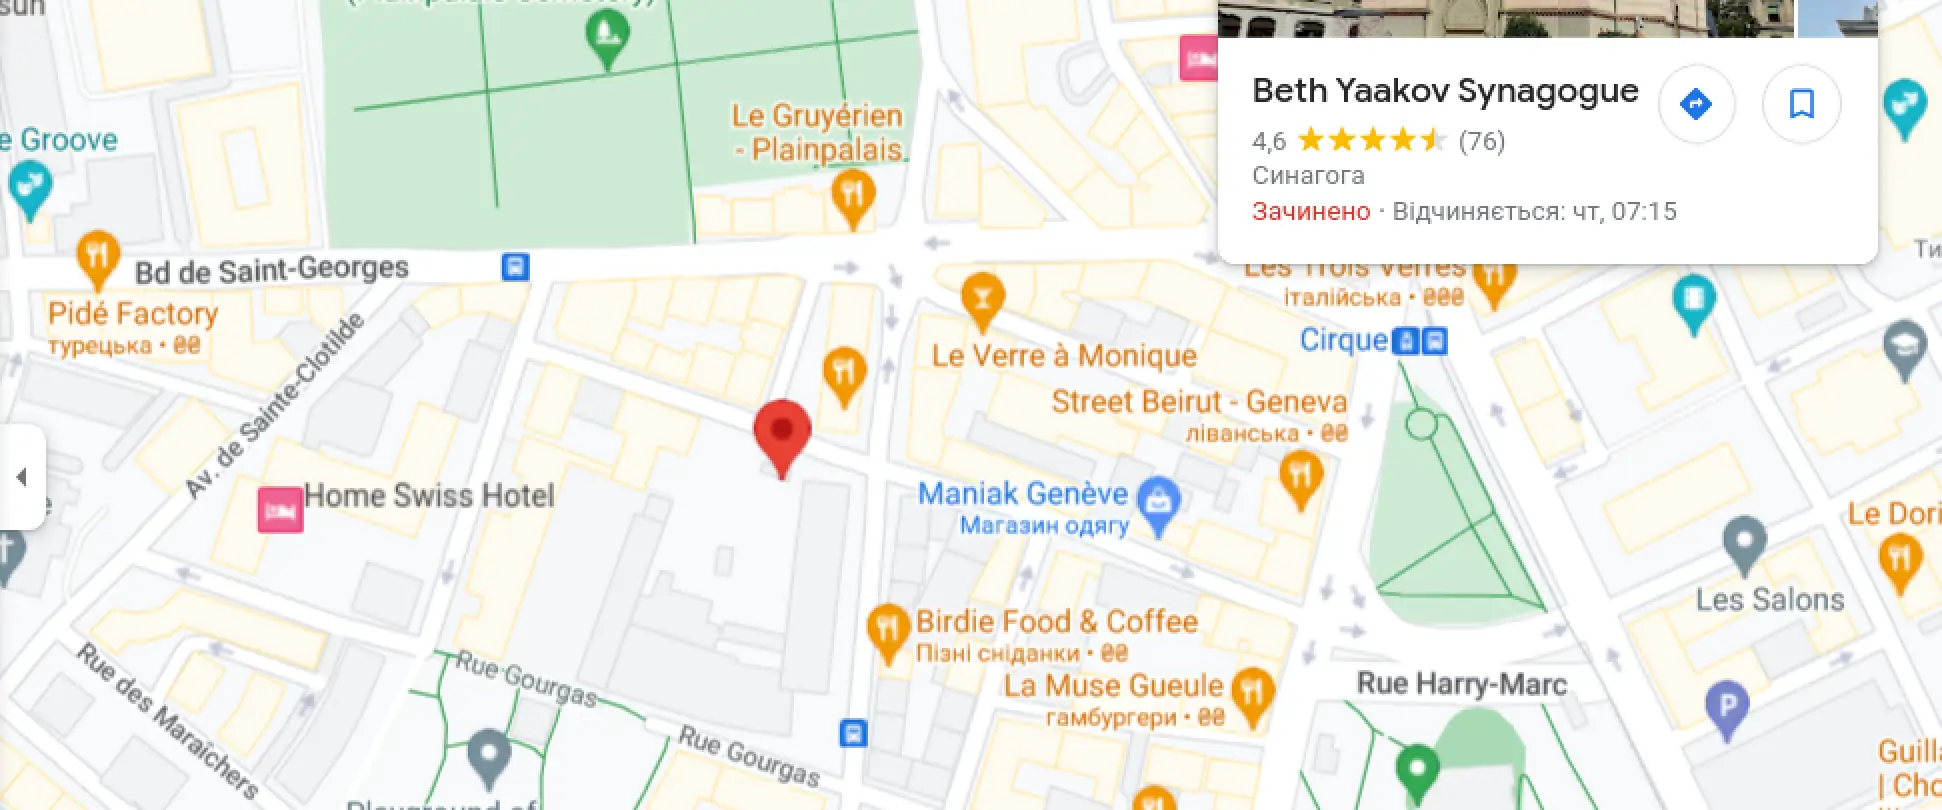 (Plainpalais Cemetery)
Beth Yaakov Synagogue
4,6 (76)
Синагога
Зачинено · Відчиняється: чт, 07:15
e Groove
Le Gruyérien
- Plainpalais
Bd de Saint-Georges
Pidé Factory
турецька • ₴₴
Av. de Sainte-Clotilde
Home Swiss Hotel
Les Trois Verres
італійська • ₴₴₴
Cirque
Le Verre à Monique
Street Beirut - Geneva
ліванська • ₴₴
Maniak Genève
Магазин одягу
Le Dori
Les Salons
Birdie Food & Coffee
Пізні сніданки • ₴₴
La Muse Gueule
гамбургери • ₴₴
Rue Harry-Marc
P
Rue des Maraîchers
Rue Gourgas
Rue Gourgas
Guill
| Cho
Playground of